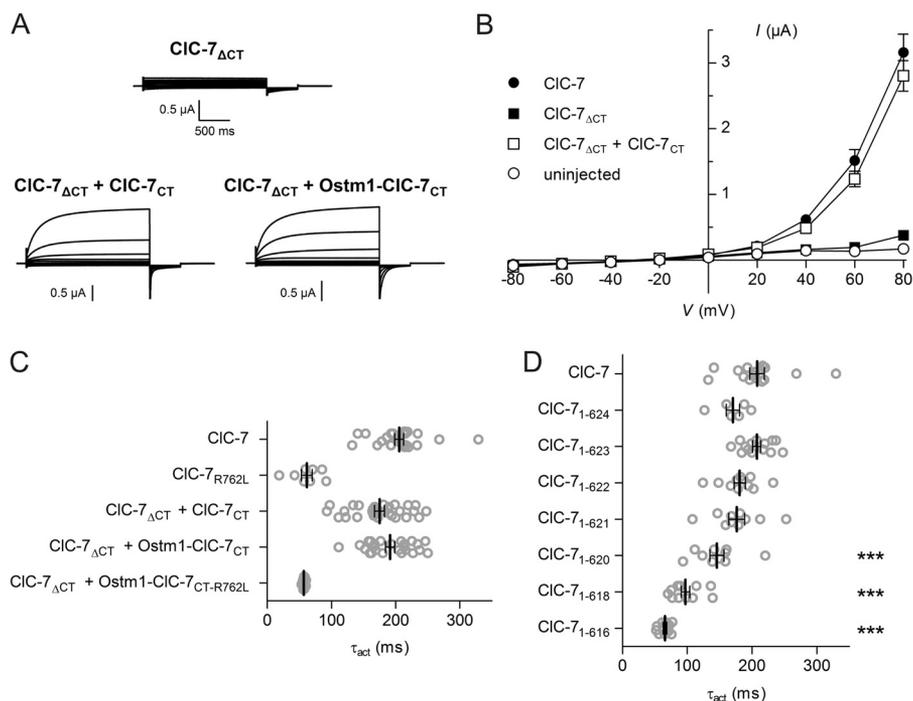 A
ClC-7ΔCT
0.5 µA
500 ms
ClC-7ΔCT + ClC-7CT
ClC-7ΔCT + Ostm1-ClC-7CT
0.5 µA
0.5 µA
B
I (µA)
3
2
1
ClC-7
ClC-7ΔCT
ClC-7ΔCT + ClC-7CT
uninjected
-80 -60 -40 -20 0 20 40 60 80
V (mV)
C
ClC-7
ClC-7R762L
ClC-7ΔCT + ClC-7CT
ClC-7ΔCT + Ostm1-ClC-7CT
ClC-7ΔCT + Ostm1-ClC-7CT-R762L
0 100 200 300
τact (ms)
D
ClC-7
ClC-71-624
ClC-71-623
ClC-71-622
ClC-71-621
ClC-71-620 ***
ClC-71-618 ***
ClC-71-616 ***
0 100 200 300
τact (ms)